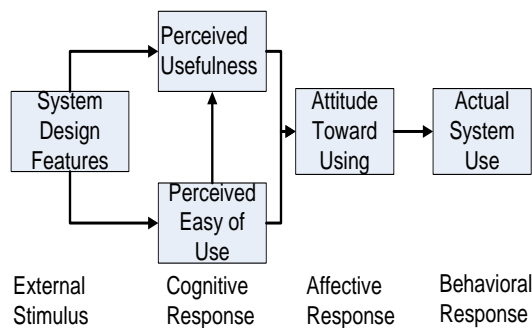 Perceived
Usefulness
System
Design
Features
Attitude
Toward
Using
Actual
System
Use
Perceived
Easy of
Use
External
Stimulus
Cognitive
Response
Affective
Response
Behavioral
Response